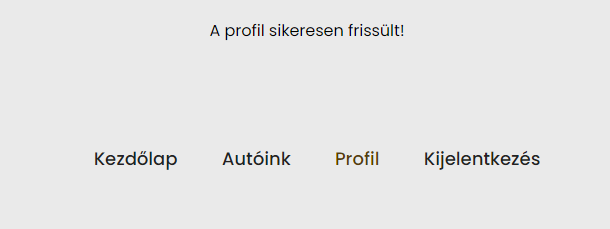 A profil sikeresen frissült!
Kezdőlap Autóink Profil Kijelentkezés